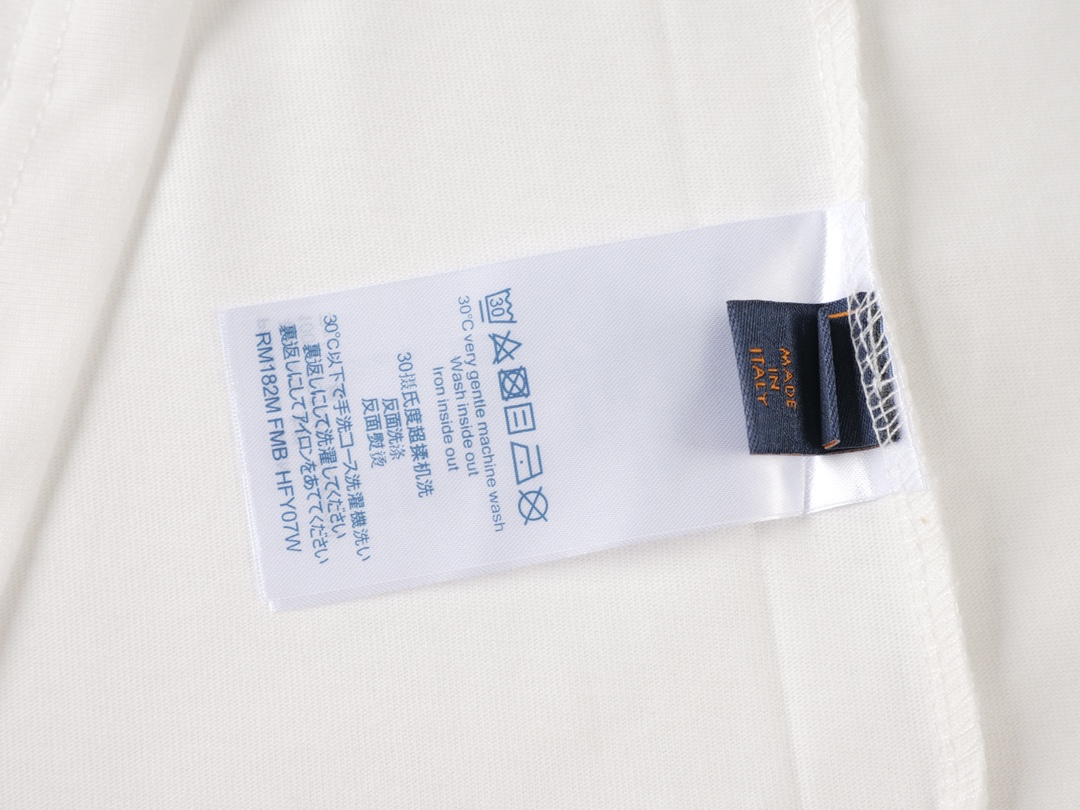 30
30°C very gentle machine wash
Wash inside out
Iron inside out
30摄氏度超揉机洗
反面洗涤
反面熨烫
30℃以下で手洗コース洗濯機洗い
裏返しにして洗濯してください
裏返しにしてアイロンをあててください
RM182M FMB HFY07W
MADE
IN
ITALY